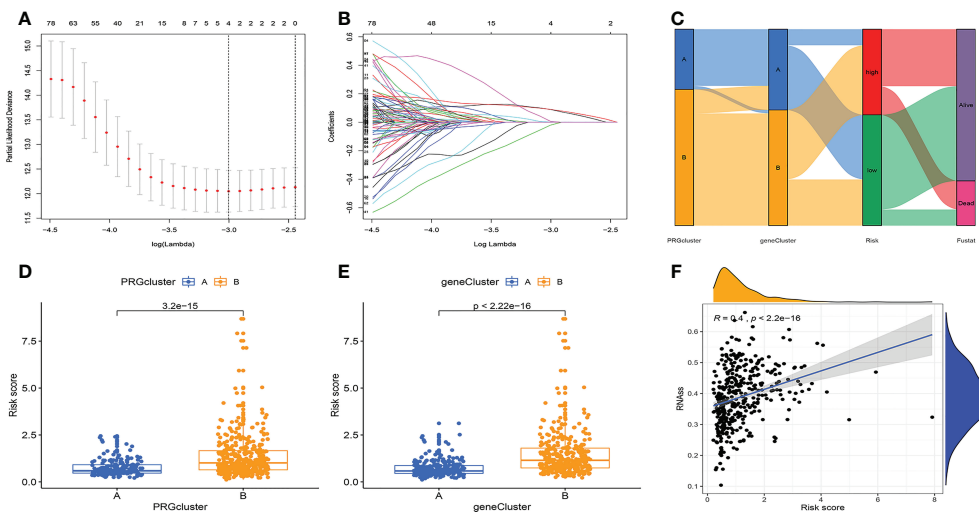 A
78 63 55 40 21 15 8 7 5 5 4 2 2 2 0
Partial Likelihood Deviance
15.0
14.5
14.0
13.5
13.0
12.5
12.0
11.5
−4.5 −4.0 −3.5 −3.0 −2.5
log(Lambda)
B
78 48 15 4 2
Coefficients
0.6
0.4
0.2
0.0
−0.2
−0.4
−0.6
−4.5 −4.0 −3.5 −3.0 −2.5
Log Lambda
C
A
B
A
B
high
low
Alive
Dead
PRGcluster geneCluster Risk Fustat
D
PRGcluster A B
3.2e−15
Risk score
7.5
5.0
2.5
0.0
A B
PRGcluster
E
geneCluster A B
p < 2.22e−16
Risk score
7.5
5.0
2.5
0.0
A B
geneCluster
F
R = 0.4 , p < 2.2e−16
RNAss
0.6
0.5
0.4
0.3
0.2
0.1
0 2 4 6 8
Risk score